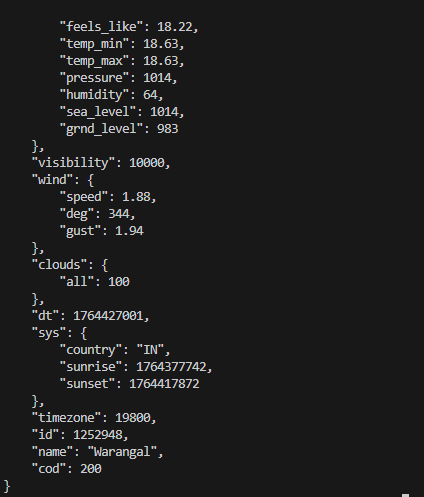 "feels_like": 18.22,
        "temp_min": 18.63,
        "temp_max": 18.63,
        "pressure": 1014,
        "humidity": 64,
        "sea_level": 1014,
        "grnd_level": 983
    },
    "visibility": 10000,
    "wind": {
        "speed": 1.88,
        "deg": 344,
        "gust": 1.94
    },
    "clouds": {
        "all": 100
    },
    "dt": 1764427001,
    "sys": {
        "country": "IN",
        "sunrise": 1764377742,
        "sunset": 1764417872
    },
    "timezone": 19800,
    "id": 1252948,
    "name": "Warangal",
    "cod": 200
}